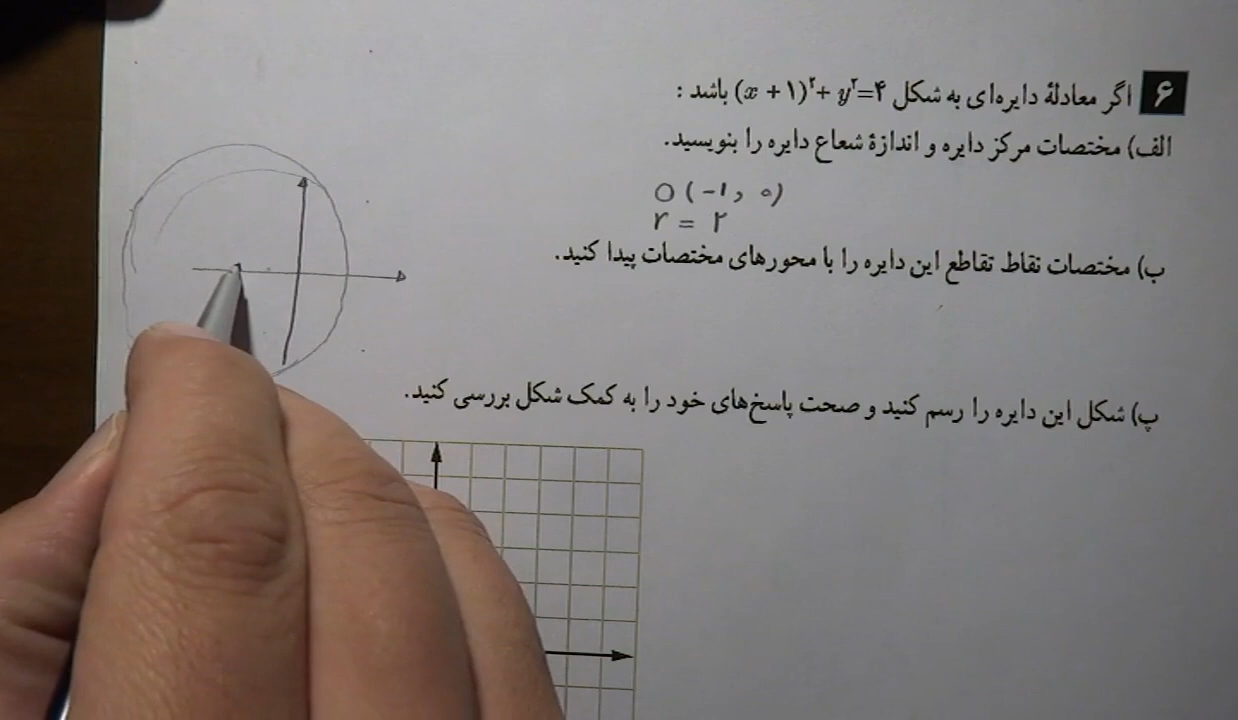 ۶ اگر معادلهٔ دایره‌ای به شکل (x + ۱)^۲ + y^۲ = ۴ باشد :
الف) مختصات مرکز دایره و اندازهٔ شعاع دایره را بنویسید.
O (-۱, ۰)
r = ۲
ب) مختصات نقاط تقاطع این دایره را با محورهای مختصات پیدا کنید.
پ) شکل این دایره را رسم کنید و صحت پاسخ‌های خود را به کمک شکل بررسی کنید.